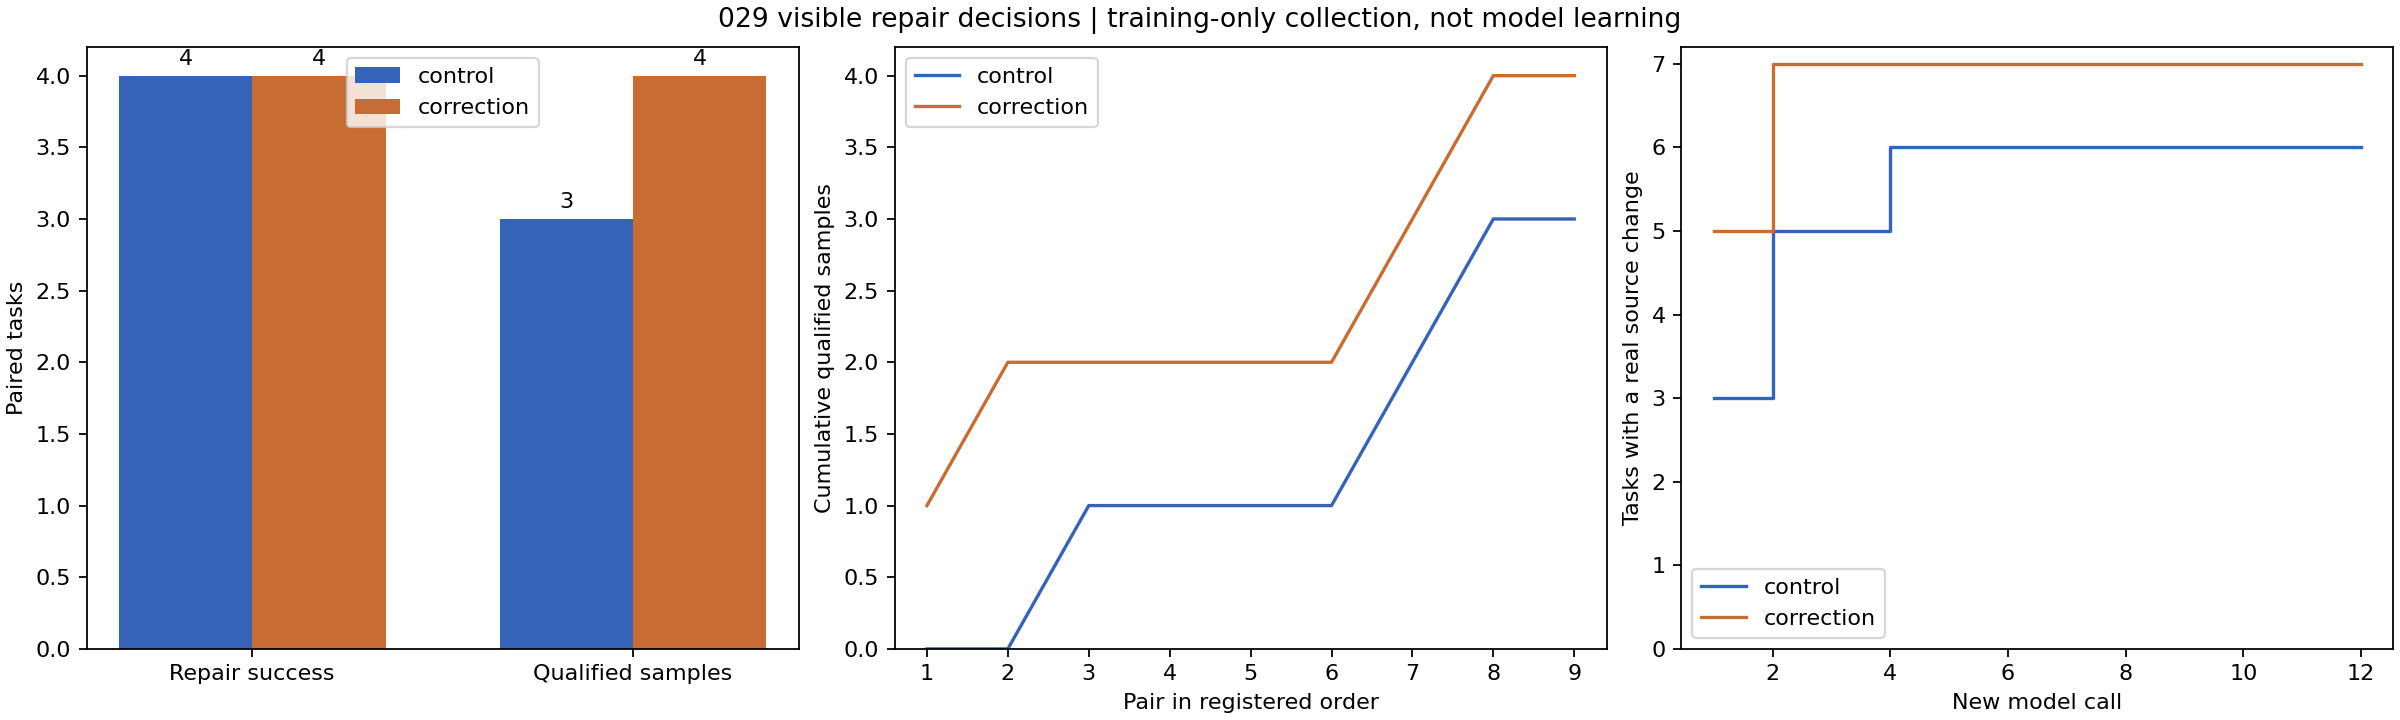 029 visible repair decisions | training-only collection, not model learning
Paired tasks
4.0
3.5
3.0
2.5
2.0
1.5
1.0
0.5
0.0
4
4
3
4
control
correction
Repair success
Qualified samples
Cumulative qualified samples
4.0
3.5
3.0
2.5
2.0
1.5
1.0
0.5
0.0
control
correction
1 2 3 4 5 6 7 8 9
Pair in registered order
Tasks with a real source change
7
6
5
4
3
2
1
0
control
correction
2 4 6 8 10 12
New model call